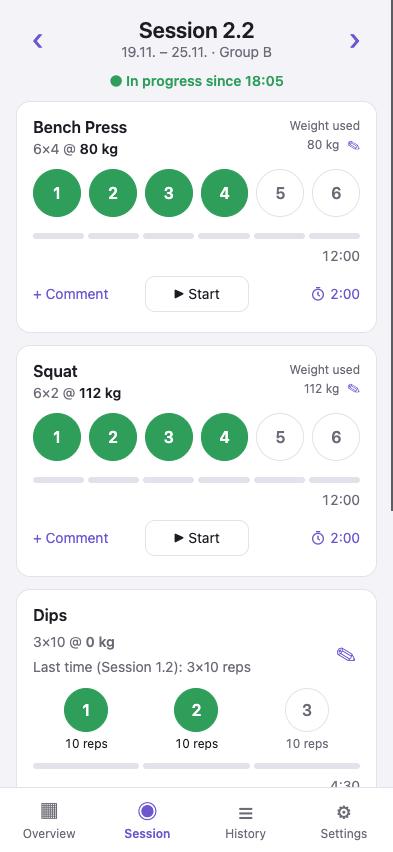 Session 2.2
19.11. – 25.11. · Group B
In progress since 18:05
Bench Press
Weight used
6×4 @ 80 kg
80 kg
1 2 3 4 5 6
12:00
+ Comment
Start
2:00
Squat
Weight used
6×2 @ 112 kg
112 kg
1 2 3 4 5 6
12:00
+ Comment
Start
2:00
Dips
3×10 @ 0 kg
Last time (Session 1.2): 3×10 reps
1 2 3
10 reps 10 reps 10 reps
4:30
Overview Session History Settings